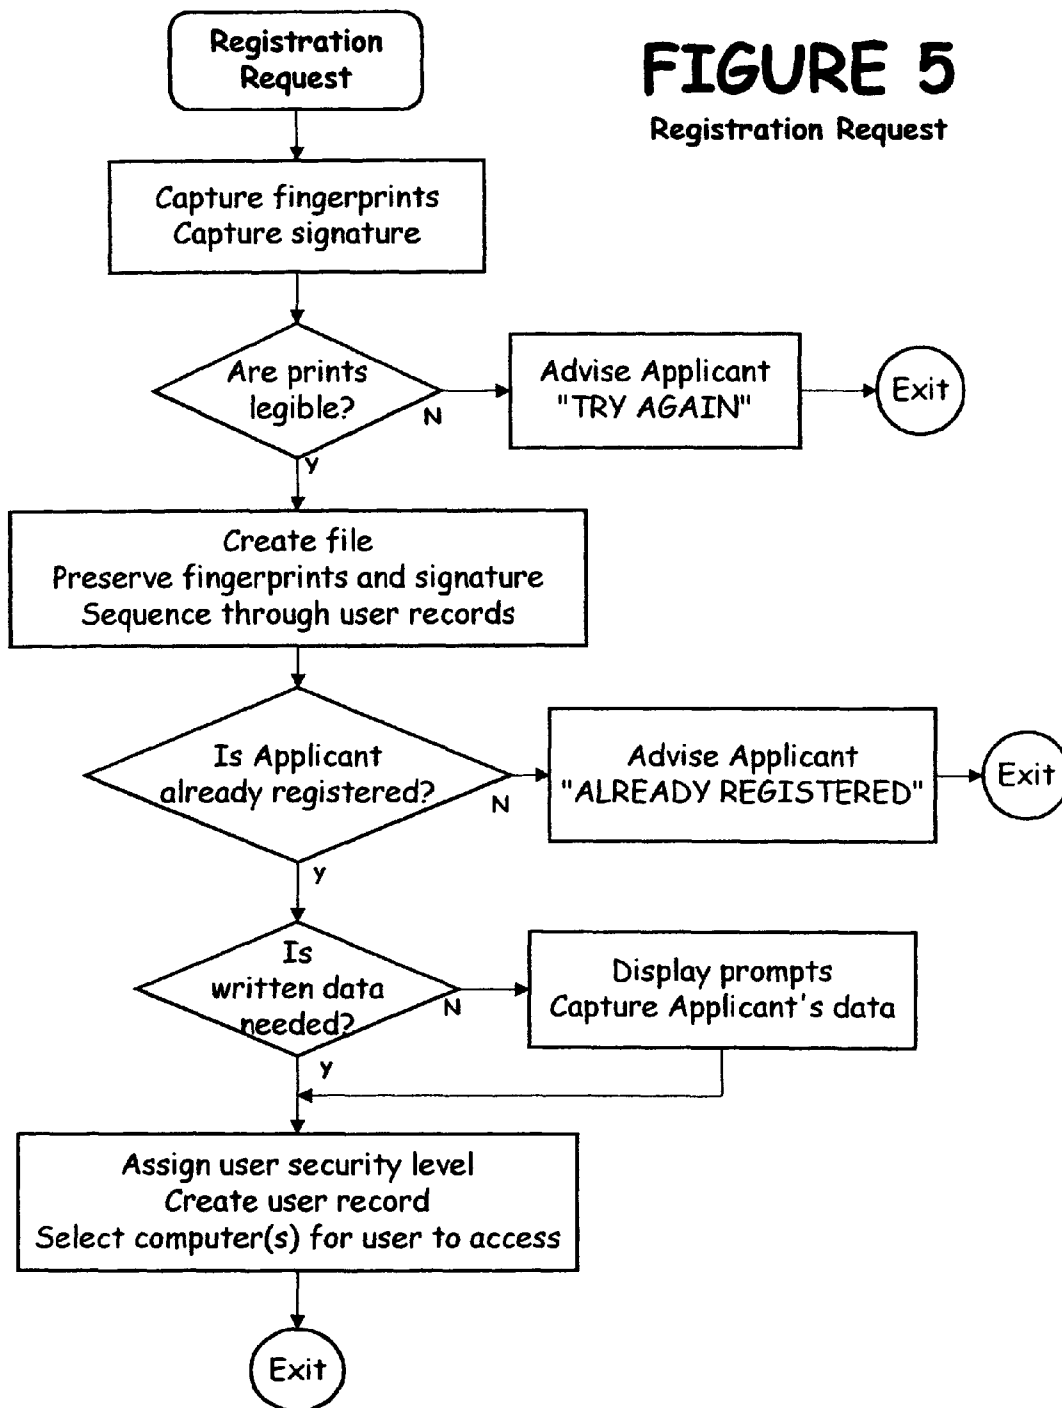 Registration
Request
FIGURE 5
Registration Request
Capture fingerprints
Capture signature
Are prints
legible?
N
Y
Advise Applicant
"TRY AGAIN"
Exit
Create file
Preserve fingerprints and signature
Sequence through user records
Is Applicant
already registered?
N
Y
Advise Applicant
"ALREADY REGISTERED"
Exit
Is
written data
needed?
N
Y
Display prompts
Capture Applicant's data
Assign user security level
Create user record
Select computer(s) for user to access
Exit